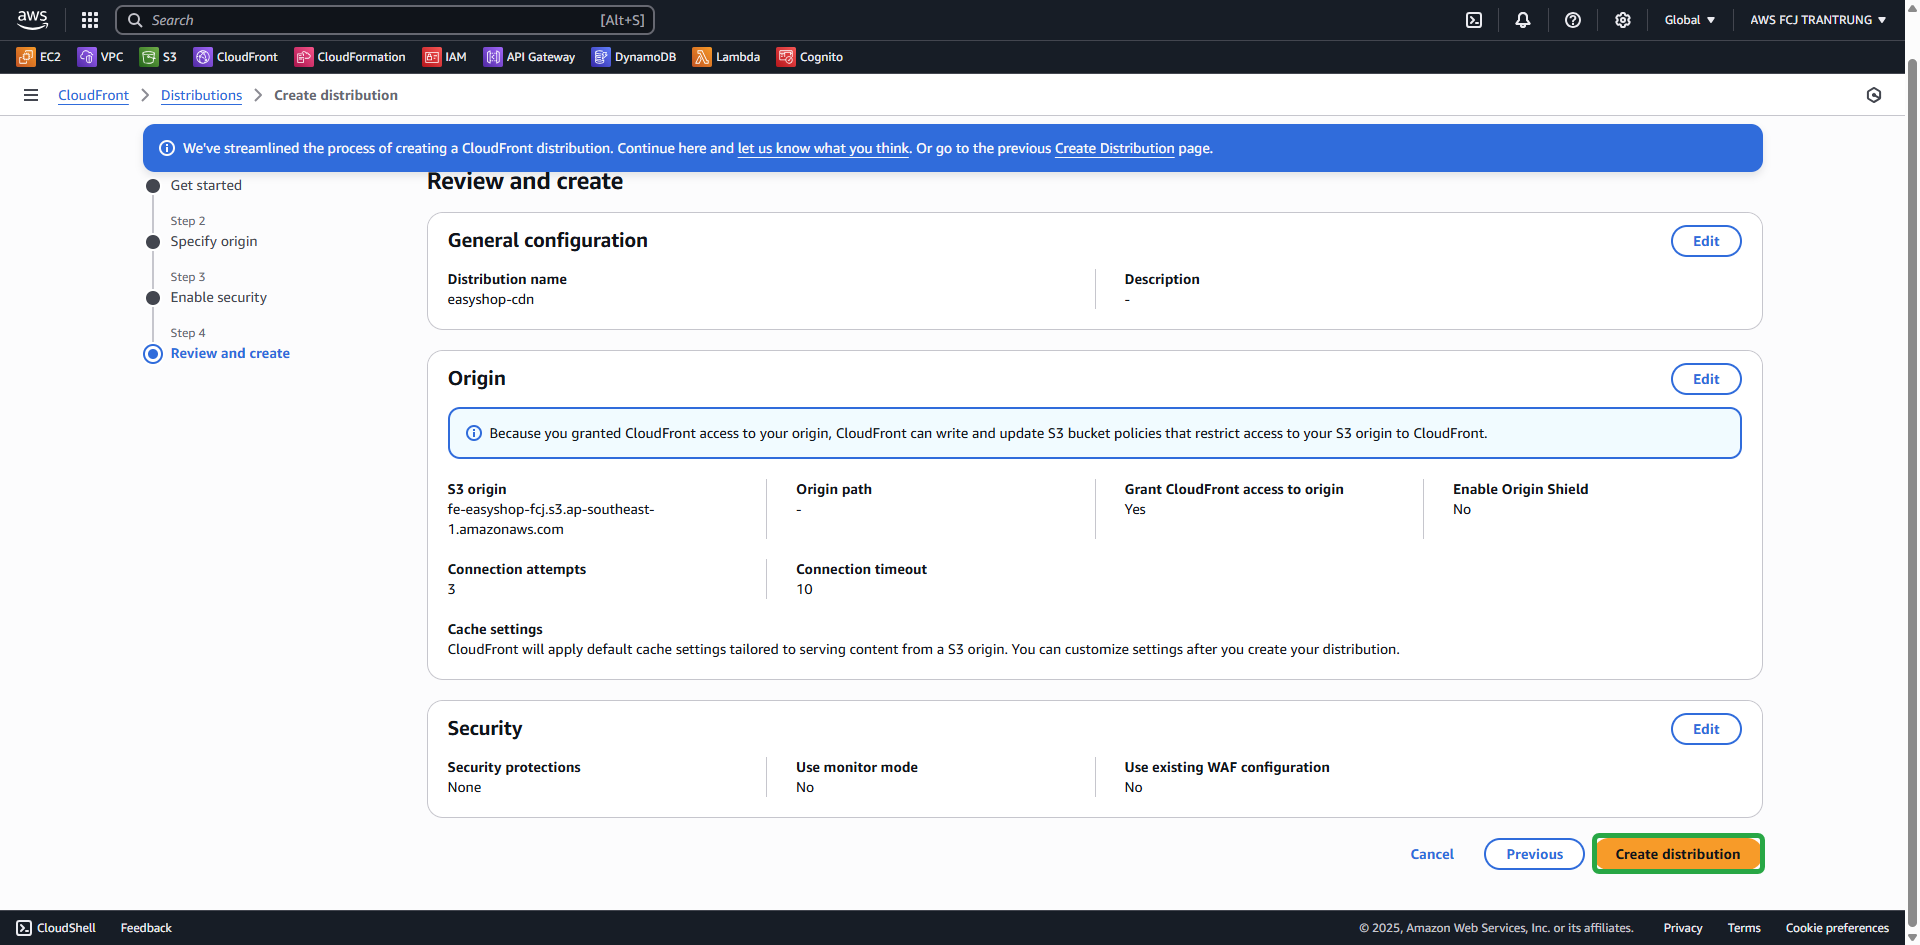 aws
Search [Alt+S]
Global
AWS FCJ TRANTRUNG
EC2 VPC S3 CloudFront CloudFormation IAM API Gateway DynamoDB Lambda Cognito
CloudFront > Distributions > Create distribution
We've streamlined the process of creating a CloudFront distribution. Continue here and let us know what you think. Or go to the previous Create Distribution page.
Get started
Step 2
Specify origin
Step 3
Enable security
Step 4
Review and create
Review and create
General configuration
Edit
Distribution name
easyshop-cdn
Description
-
Origin
Edit
Because you granted CloudFront access to your origin, CloudFront can write and update S3 bucket policies that restrict access to your S3 origin to CloudFront.
S3 origin
fe-easyshop-fcj.s3.ap-southeast-
1.amazonaws.com
Origin path
-
Grant CloudFront access to origin
Yes
Enable Origin Shield
No
Connection attempts
3
Connection timeout
10
Cache settings
CloudFront will apply default cache settings tailored to serving content from a S3 origin. You can customize settings after you create your distribution.
Security
Edit
Security protections
None
Use monitor mode
No
Use existing WAF configuration
No
Cancel
Previous
Create distribution
CloudShell
Feedback
© 2025, Amazon Web Services, Inc. or its affiliates.
Privacy
Terms
Cookie preferences